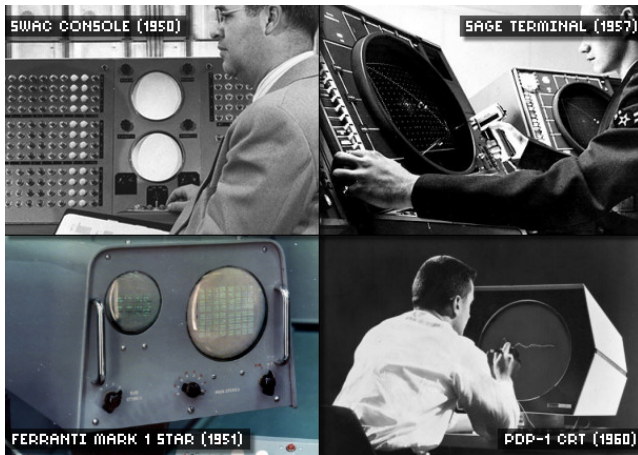 SWAC CONSOLE (1950)
SAGE TERMINAL (1957)
FERRANTI MARK 1 STAR (1951)
PDP-1 CRT (1960)